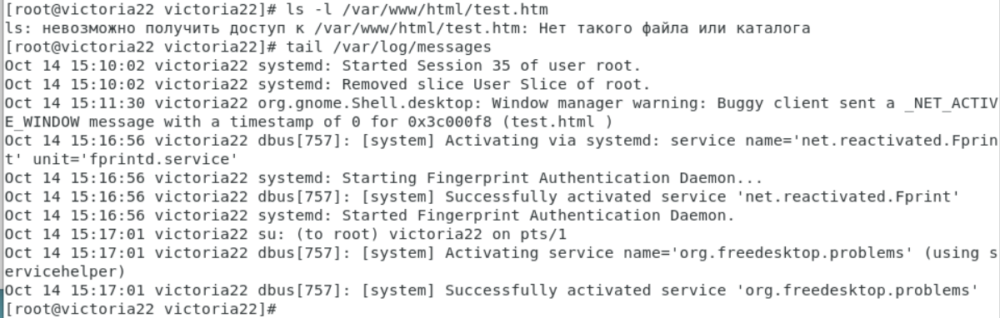 [root@victoria22 victoria22]# ls -l /var/www/html/test.htm
ls: невозможно получить доступ к /var/www/html/test.htm: Нет такого файла или каталога
[root@victoria22 victoria22]# tail /var/log/messages
Oct 14 15:10:02 victoria22 systemd: Started Session 35 of user root.
Oct 14 15:10:02 victoria22 systemd: Removed slice User Slice of root.
Oct 14 15:11:30 victoria22 org.gnome.Shell.desktop: Window manager warning: Buggy client sent a _NET_ACTIV
E_WINDOW message with a timestamp of 0 for 0x3c000f8 (test.html )
Oct 14 15:16:56 victoria22 dbus[757]: [system] Activating via systemd: service name='net.reactivated.Fprin
t' unit='fprintd.service'
Oct 14 15:16:56 victoria22 systemd: Starting Fingerprint Authentication Daemon...
Oct 14 15:16:56 victoria22 dbus[757]: [system] Successfully activated service 'net.reactivated.Fprint'
Oct 14 15:16:56 victoria22 systemd: Started Fingerprint Authentication Daemon.
Oct 14 15:17:01 victoria22 su: (to root) victoria22 on pts/1
Oct 14 15:17:01 victoria22 dbus[757]: [system] Activating service name='org.freedesktop.problems' (using s
ervicehelper)
Oct 14 15:17:01 victoria22 dbus[757]: [system] Successfully activated service 'org.freedesktop.problems'
[root@victoria22 victoria22]#